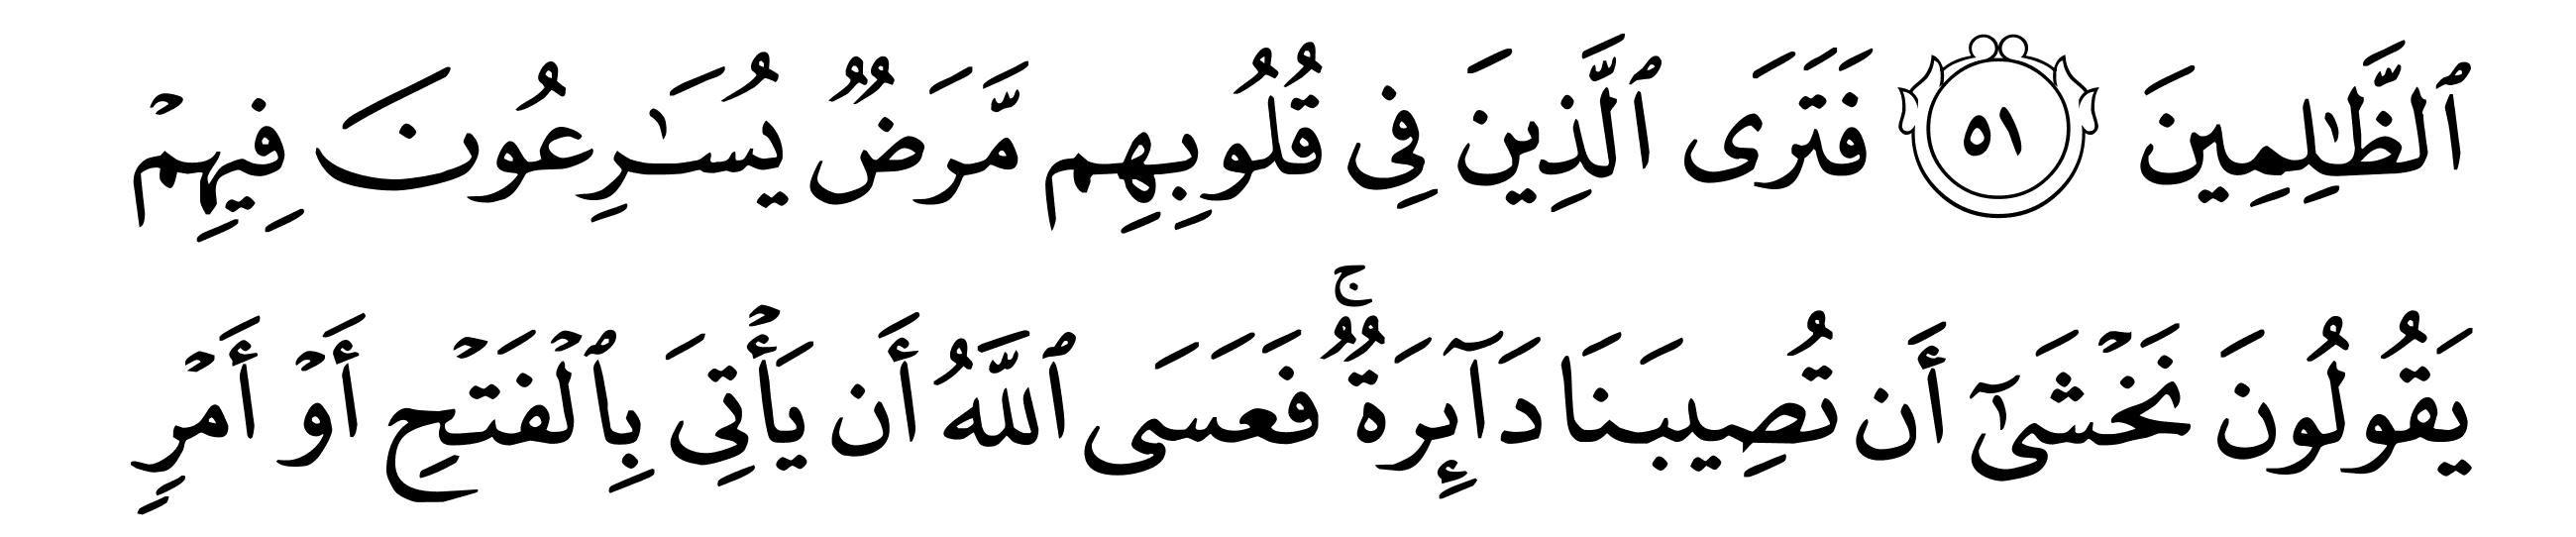 ٱلظَّٰلِمِينَ ٥١ فَتَرَى ٱلَّذِينَ فِى قُلُوبِهِم مَّرَضٌ يُسَٰرِعُونَ فِيهِمْ
يَقُولُونَ نَخْشَىٰٓ أَن تُصِيبَنَا دَآئِرَةٌ ۚ فَعَسَى ٱللَّهُ أَن يَأْتِىَ بِٱلْفَتْحِ أَوْ أَمْرٍ